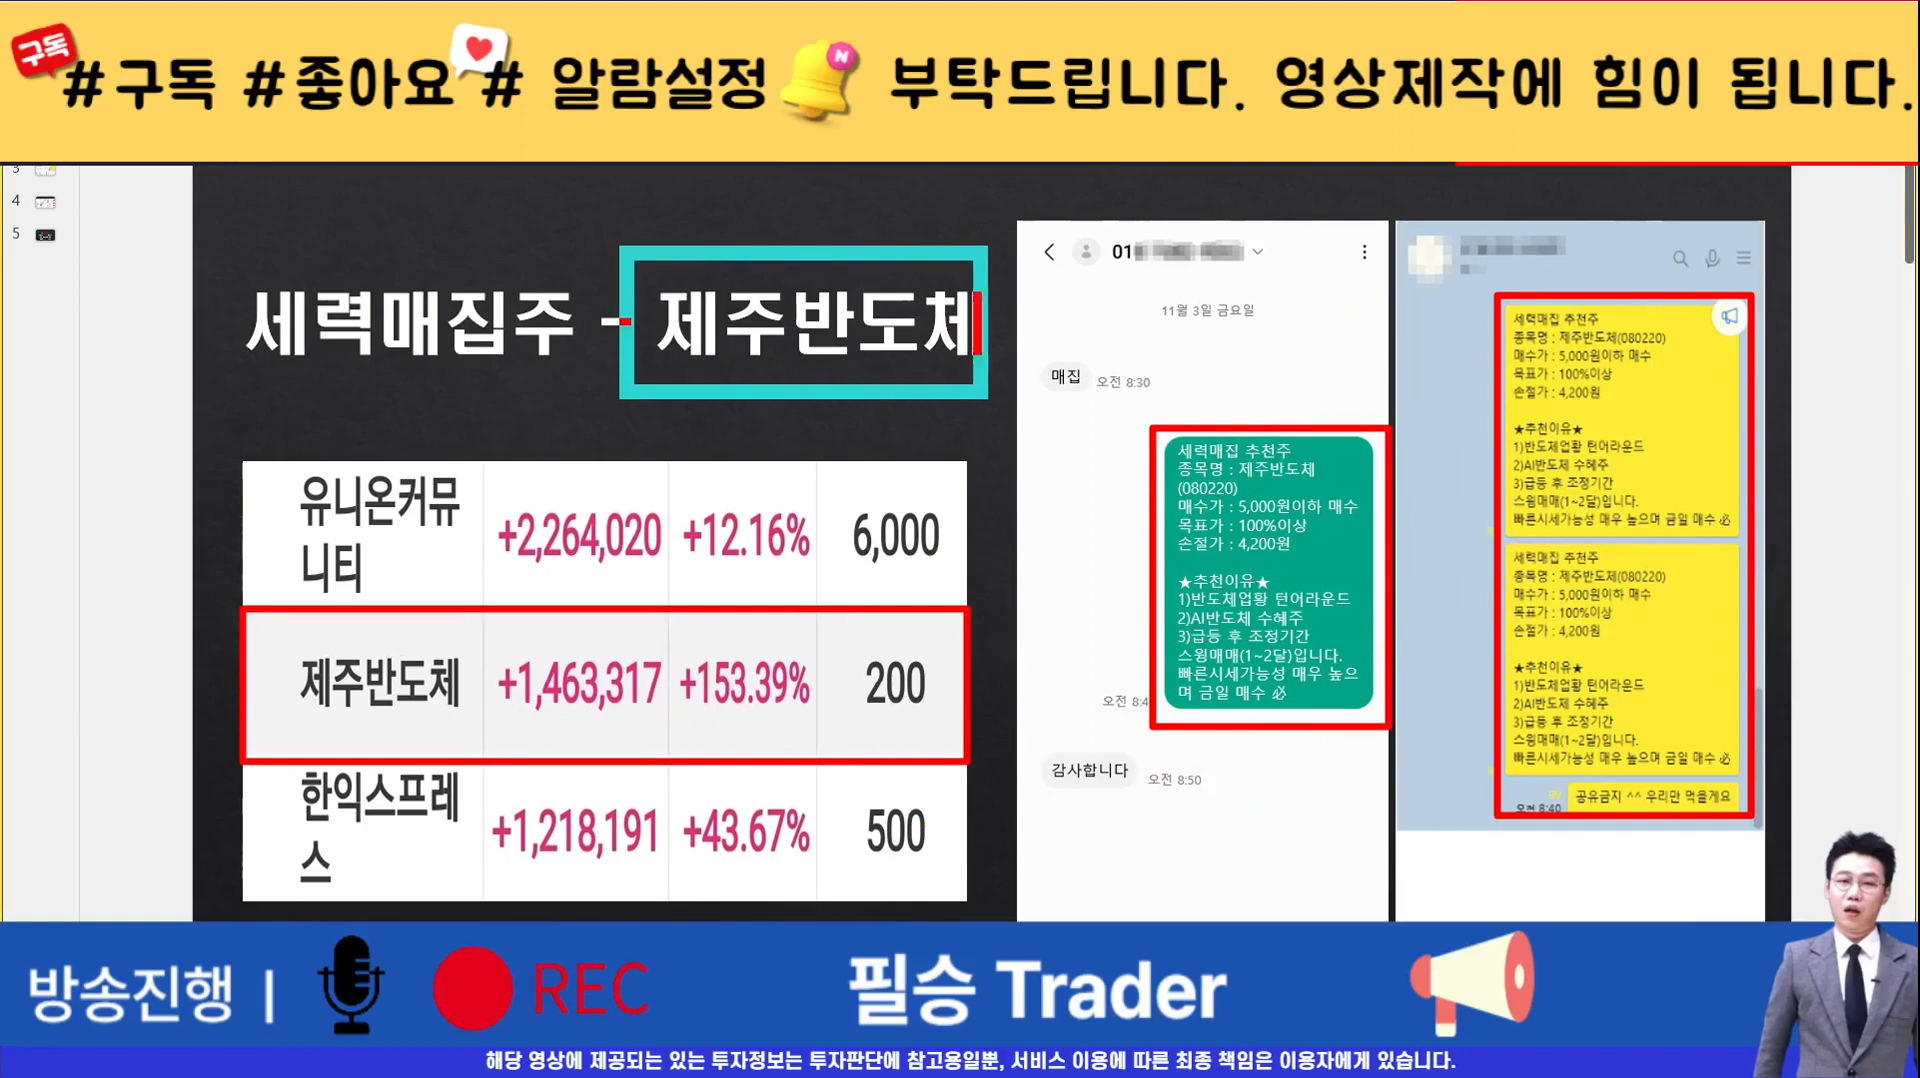 구독
#구독 #좋아요 # 알람설정 N 부탁드립니다. 영상제작에 힘이 됩니다.
3
4
5
세력매집주 - 제주반도체
유니온커뮤
니티
+2,264,020
+12.16%
6,000
제주반도체
+1,463,317
+153.39%
200
한익스프레
스
+1,218,191
+43.67%
500
01
11월 3일 금요일
매집
오전 8:30
세력매집 추천주
종목명 : 제주반도체
(080220)
매수가 : 5,000원이하 매수
목표가 : 100%이상
손절가 : 4,200원
★추천이유★
1)반도체업황 턴어라운드
2)AI반도체 수혜주
3)급등 후 조정기간
스윙매매(1~2달)입니다.
빠른시세가능성 매우 높으
며 금일 매수 必
오전 8:4
감사합니다
오전 8:50
세력매집 추천주
종목명 : 제주반도체(080220)
매수가 : 5,000원이하 매수
목표가 : 100%이상
손절가 : 4,200원
★추천이유★
1)반도체업황 턴어라운드
2)AI반도체 수혜주
3)급등 후 조정기간
스윙매매(1~2달)입니다.
빠른시세가능성 매우 높으며 금일 매수 必
세력매집 추천주
종목명 : 제주반도체(080220)
매수가 : 5,000원이하 매수
목표가 : 100%이상
손절가 : 4,200원
★추천이유★
1)반도체업황 턴어라운드
2)AI반도체 수혜주
3)급등 후 조정기간
스윙매매(1~2달)입니다.
빠른시세가능성 매우 높으며 금일 매수 必
오전 8:40
공유금지 ^^ 우리만 먹을게요
방송진행 | REC 필승 Trader
해당 영상에 제공되는 있는 투자정보는 투자판단에 참고용일뿐, 서비스 이용에 따른 최종 책임은 이용자에게 있습니다.